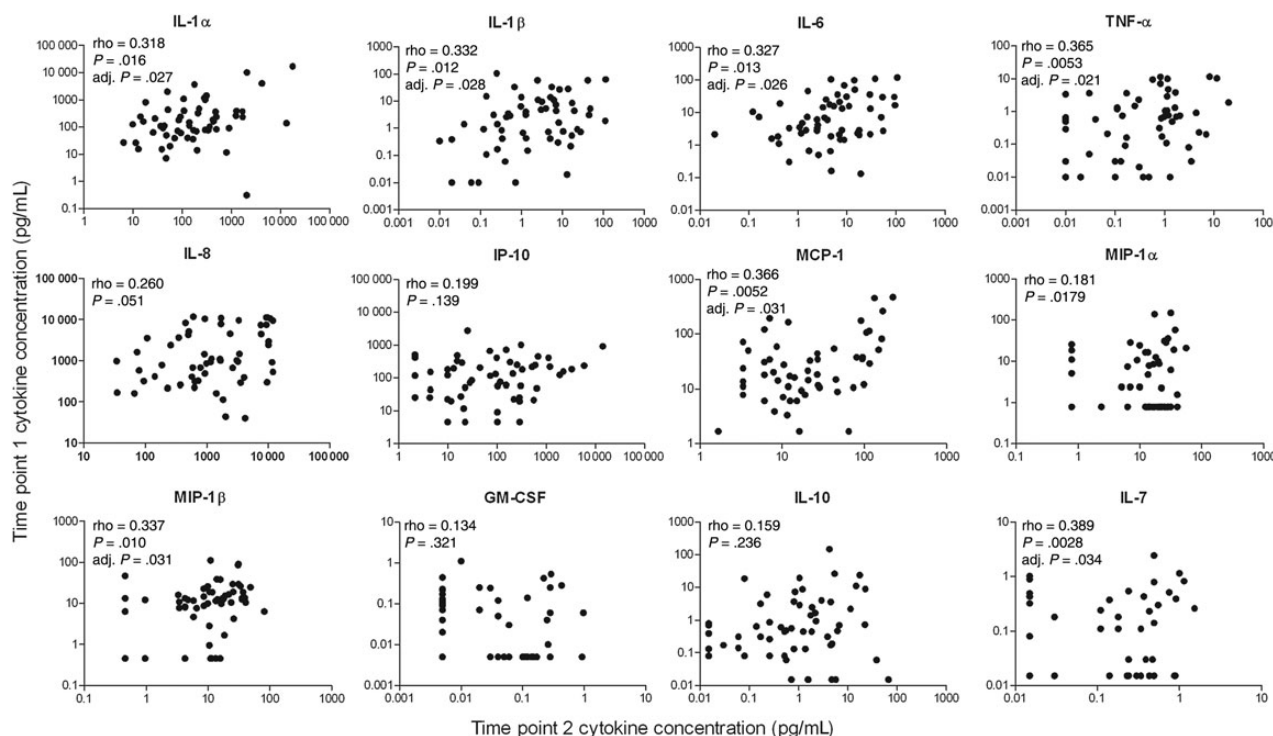 Time point 1 cytokine concentration (pg/mL)
IL-1α
rho = 0.318
P = .016
adj. P = .027
100 000
10 000
1000
100
10
1
0.1
1 10 100 1000 10 000 100 000
IL-1β
rho = 0.332
P = .012
adj. P = .028
1000
100
10
1
0.1
0.01
0.001
0.001 0.01 0.1 1 10 100 1000
IL-6
rho = 0.327
P = .013
adj. P = .026
1000
100
10
1
0.1
0.01
0.01 0.1 1 10 100 1000
TNF-α
rho = 0.365
P = .0053
adj. P = .021
100
10
1
0.1
0.01
0.001
0.001 0.01 0.1 1 10 100
IL-8
rho = 0.260
P = .051
100 000
10 000
1000
100
10
10 100 1000 10 000 100 000
IP-10
rho = 0.199
P = .139
100 000
10 000
1000
100
10
1
1 10 100 1000 10 000 100 000
MCP-1
rho = 0.366
P = .0052
adj. P = .031
1000
100
10
1
1 10 100 1000
MIP-1α
rho = 0.181
P = .0179
1000
100
10
1
0.1
0.1 1 10 100 1000
MIP-1β
rho = 0.337
P = .010
adj. P = .031
1000
100
10
1
0.1
0.1 1 10 100 1000
GM-CSF
rho = 0.134
P = .321
10
1
0.1
0.01
0.001
0.001 0.01 0.1 1 10
IL-10
rho = 0.159
P = .236
1000
100
10
1
0.1
0.01
0.01 0.1 1 10 100 1000
IL-7
rho = 0.389
P = .0028
adj. P = .034
10
1
0.1
0.01
0.01 0.1 1 10
Time point 2 cytokine concentration (pg/mL)